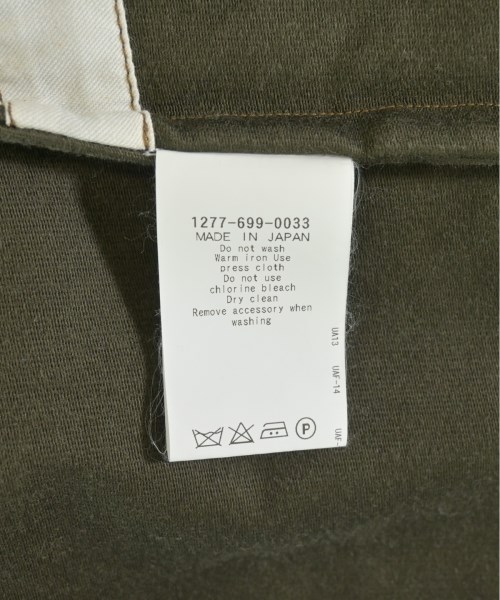 1277-699-0033
MADE IN JAPAN
Do not wash
Warm iron Use
press cloth
Do not use
chlorine bleach
Dry clean
Remove accessory when
washing
UA13
UAF-14
UAF-
P